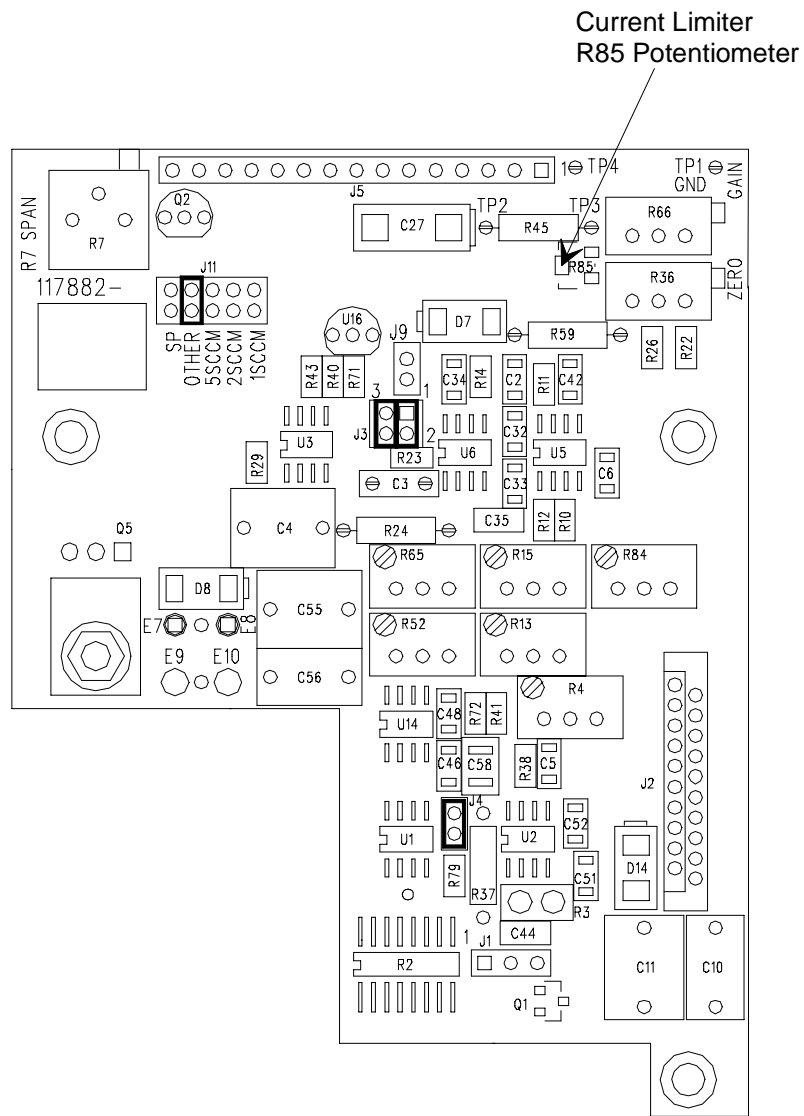 Current Limiter
R85 Potentiometer
1 TP4
TP1
GND
GAIN
J5
R7 SPAN
R7
Q2
C27
TP2
R45
TP3
R66
R85
R36
ZERO
J11
117882-
SP
OTHER
5SCCM
2SCCM
1SCCM
U16
J9
D7
R59
R26
R22
R43
R40
R71
C34
R14
C2
R11
C42
3
1
J3
2
U3
R29
R23
U6
C32
U5
C3
C33
C6
C35
R12
R10
Q5
C4
R24
R65
R15
R84
D8
E7
E8
C55
R52
R13
E9
E10
C56
R4
U14
C48
R72
R41
C46
C58
R38
C5
J2
J4
U1
U2
C52
R79
R37
C51
D14
R3
1
J1
C44
R2
Q1
C11
C10